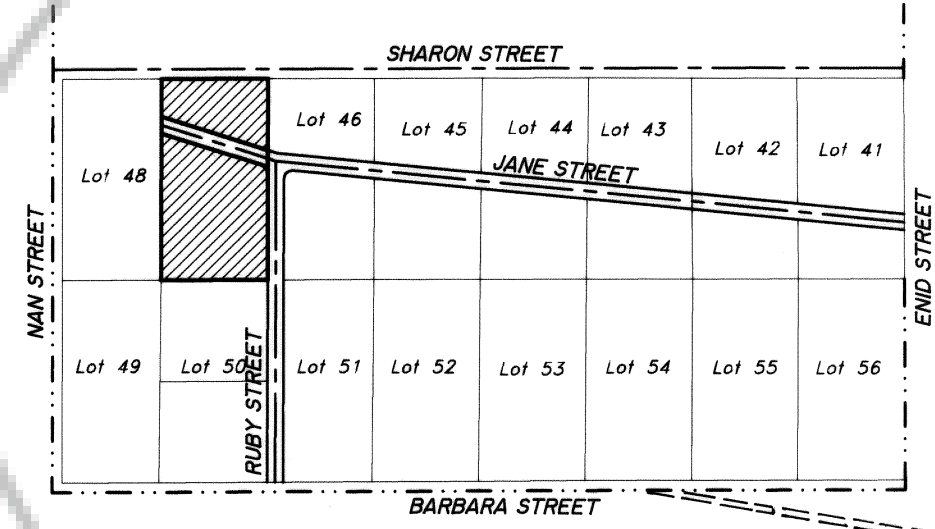 SHARON STREET
Lot 46
Lot 45
Lot 44
Lot 43
Lot 42
Lot 41
JANE STREET
Lot 48
NAN STREET
ENID STREET
Lot 49
Lot 50
RUBY STREET
Lot 51
Lot 52
Lot 53
Lot 54
Lot 55
Lot 56
BARBARA STREET